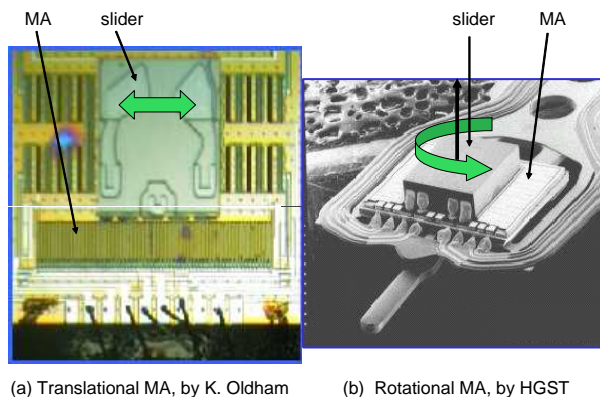 MA slider
slider MA
(a) Translational MA, by K. Oldham
(b) Rotational MA, by HGST